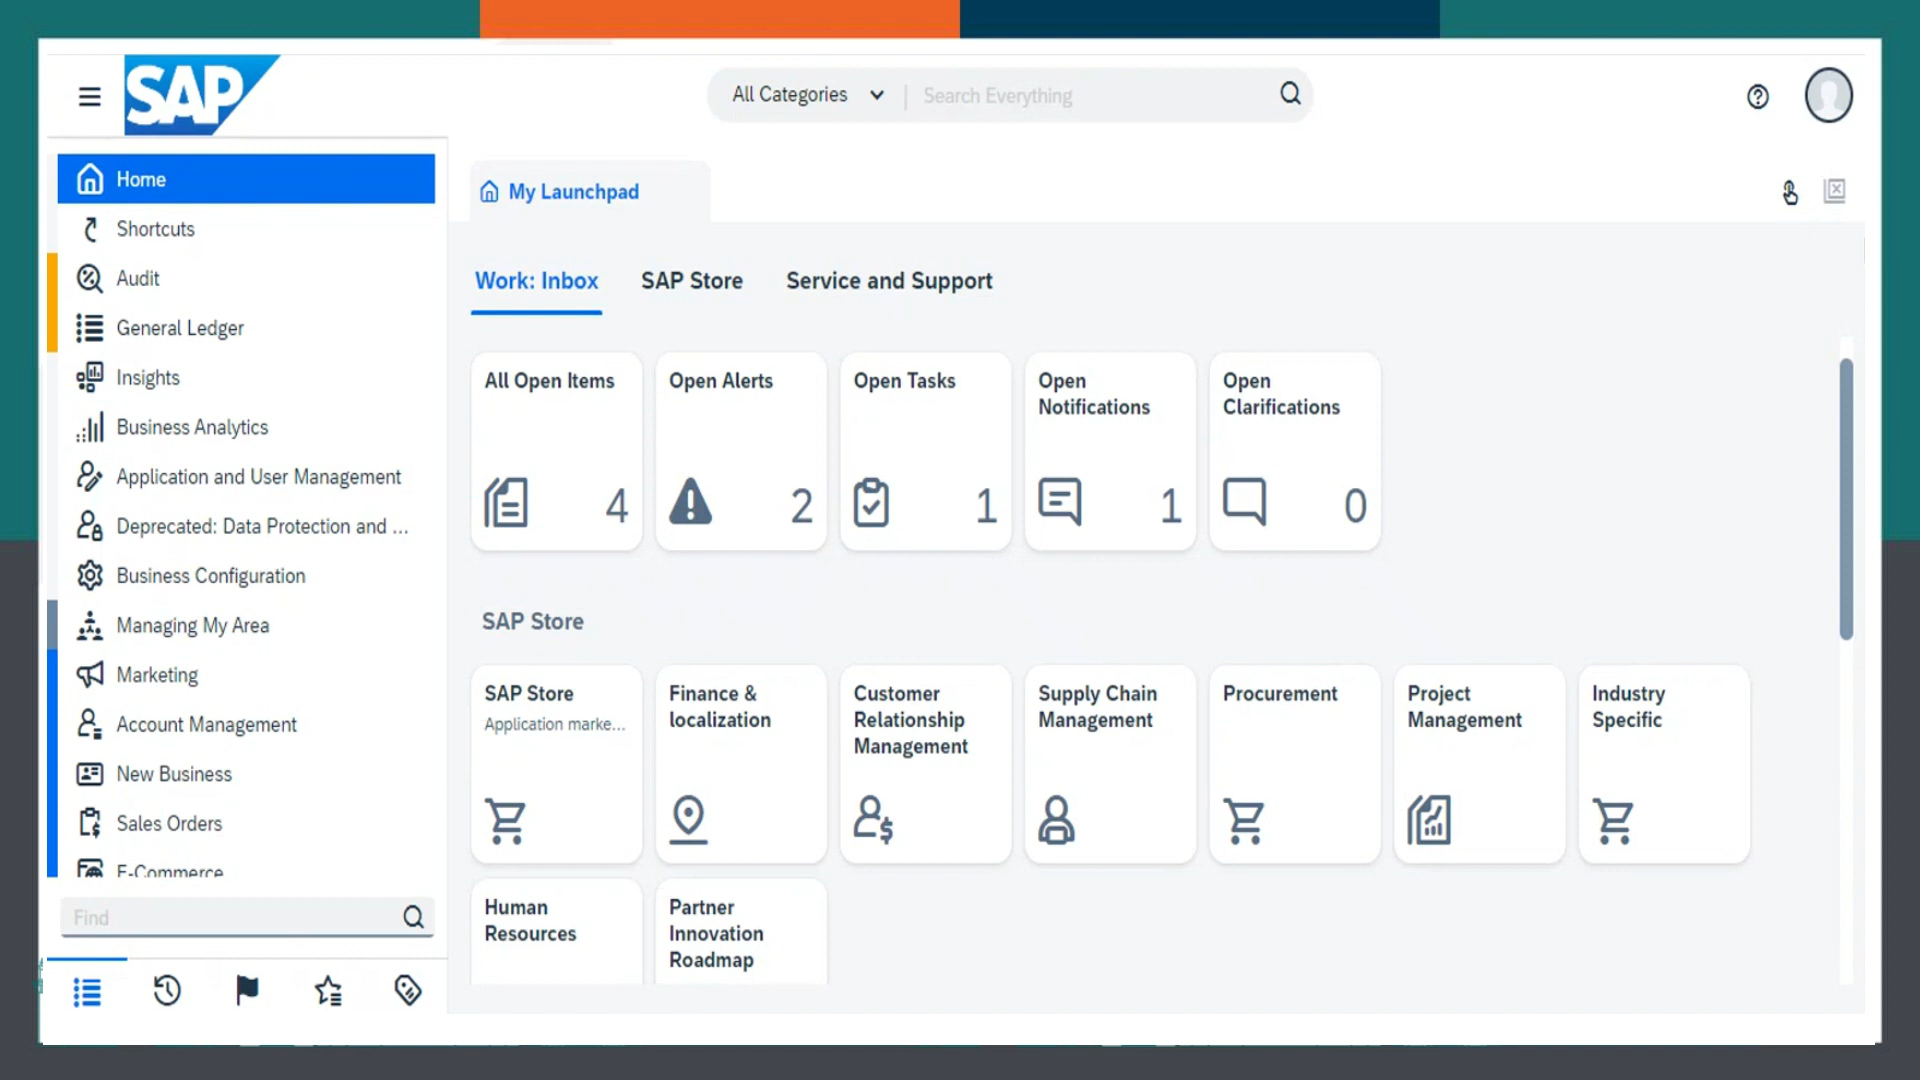 SAP
All Categories
Search Everything
Home
Shortcuts
Audit
General Ledger
Insights
Business Analytics
Application and User Management
Deprecated: Data Protection and ...
Business Configuration
Managing My Area
Marketing
Account Management
New Business
Sales Orders
E-Commerce
Find
My Launchpad
Work: Inbox
SAP Store
Service and Support
All Open Items
4
Open Alerts
2
Open Tasks
1
Open
Notifications
1
Open
Clarifications
0
SAP Store
SAP Store
Application marke...
Finance &
localization
Customer
Relationship
Management
Supply Chain
Management
Procurement
Project
Management
Industry
Specific
Human
Resources
Partner
Innovation
Roadmap